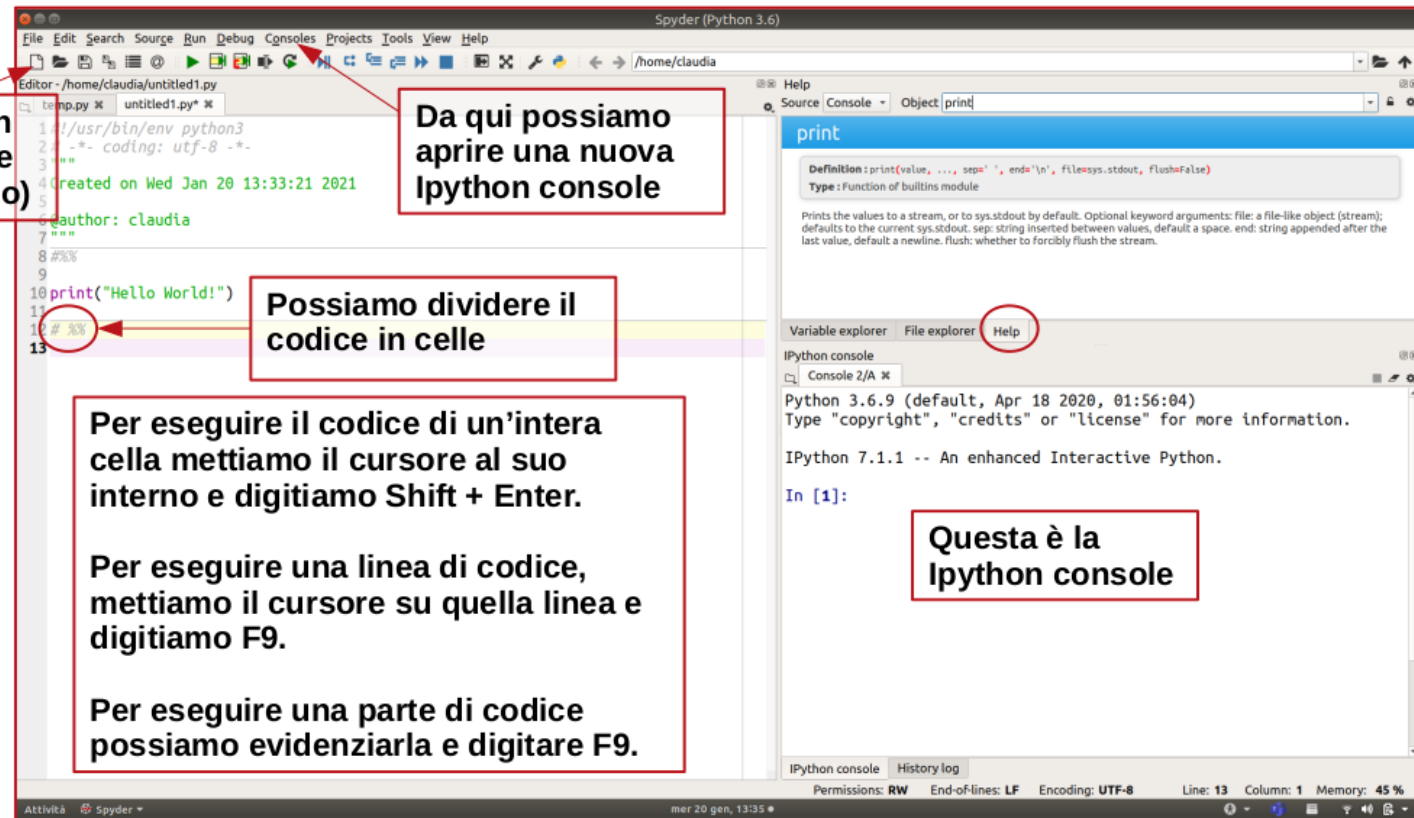 Spyder (Python 3.6)
File Edit Search Source Run Debug Consoles Projects Tools View Help
/home/claudia
Editor - /home/claudia/untitled1.py
temp.py untitled1.py*
n
e
o)
1 #!/usr/bin/env python3
2 # -*- coding: utf-8 -*-
3 """
4 Created on Wed Jan 20 13:33:21 2021
5
6 @author: claudia
7 """
8 #%%
9
10 print("Hello World!")
11
12 # %%
13
Da qui possiamo
aprire una nuova
Ipython console
Possiamo dividere il
codice in celle
Per eseguire il codice di un’intera
cella mettiamo il cursore al suo
interno e digitiamo Shift + Enter.
Per eseguire una linea di codice,
mettiamo il cursore su quella linea e
digitiamo F9.
Per eseguire una parte di codice
possiamo evidenziarla e digitare F9.
Help
Source Console Object print
print
Definition : print(value, ..., sep=' ', end='\n', file=sys.stdout, flush=False)
Type : Function of builtins module
Prints the values to a stream, or to sys.stdout by default. Optional keyword arguments: file: a file-like object (stream);
defaults to the current sys.stdout. sep: string inserted between values, default a space. end: string appended after the
last value, default a newline. flush: whether to forcibly flush the stream.
Variable explorer File explorer Help
IPython console
Console 2/A
Python 3.6.9 (default, Apr 18 2020, 01:56:04)
Type "copyright", "credits" or "license" for more information.
IPython 7.1.1 -- An enhanced Interactive Python.
In [1]:
Questa è la
Ipython console
IPython console History log
Permissions: RW End-of-lines: LF Encoding: UTF-8 Line: 13 Column: 1 Memory: 45 %
Attività Spyder mer 20 gen, 13:35